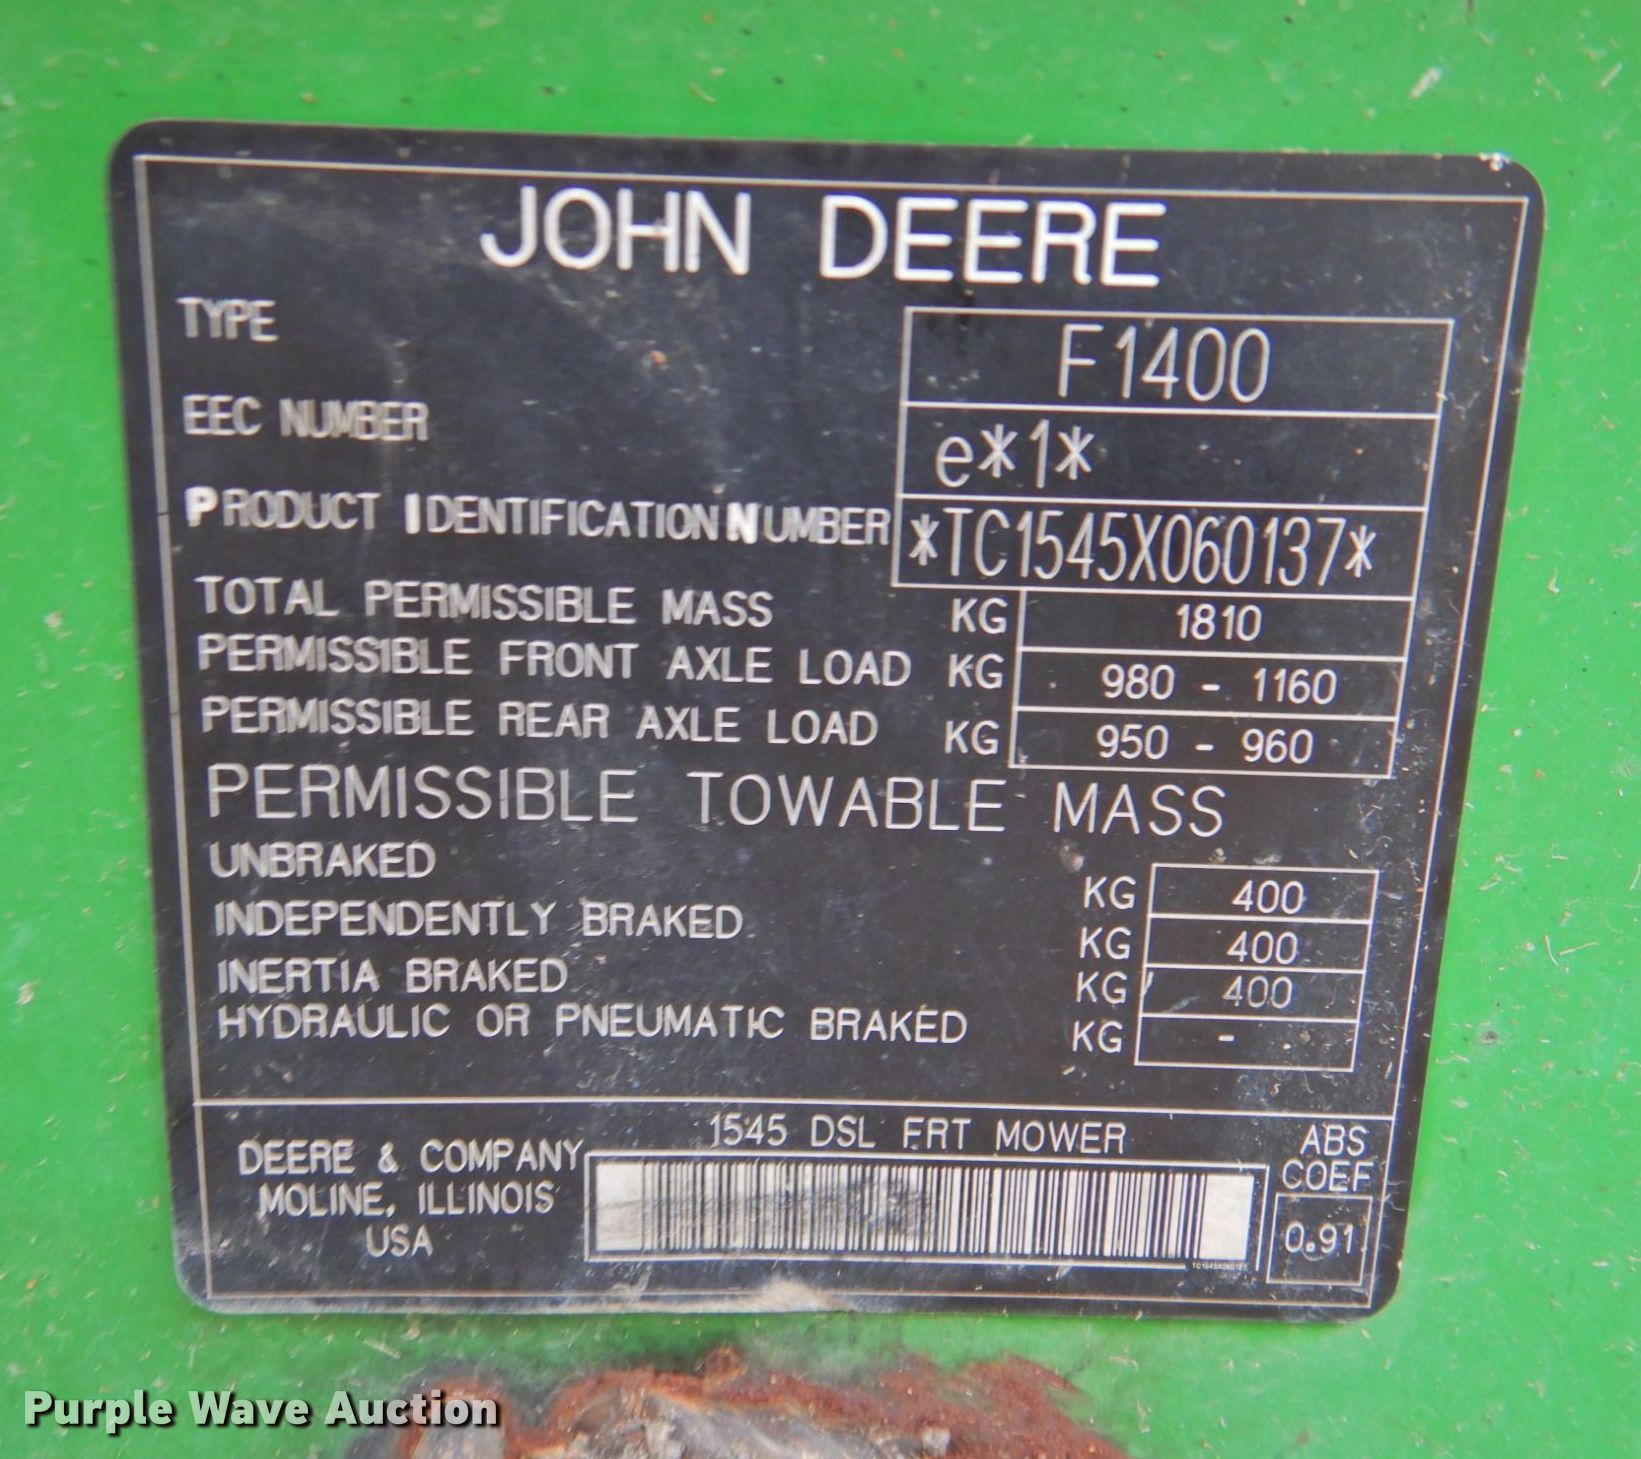 JOHN DEERE
TYPE F1400
EEC NUMBER e*1*
PRODUCT IDENTIFICATION NUMBER *TC1545X060137*
TOTAL PERMISSIBLE MASS KG 1810
PERMISSIBLE FRONT AXLE LOAD KG 980 - 1160
PERMISSIBLE REAR AXLE LOAD KG 950 - 960
PERMISSIBLE TOWABLE MASS
UNBRAKED KG 400
INDEPENDENTLY BRAKED KG 400
INERTIA BRAKED KG 400
HYDRAULIC OR PNEUMATIC BRAKED KG -
DEERE & COMPANY
MOLINE, ILLINOIS
USA
1545 DSL FRT MOWER
ABS
COEF
0.91
Purple Wave Auction